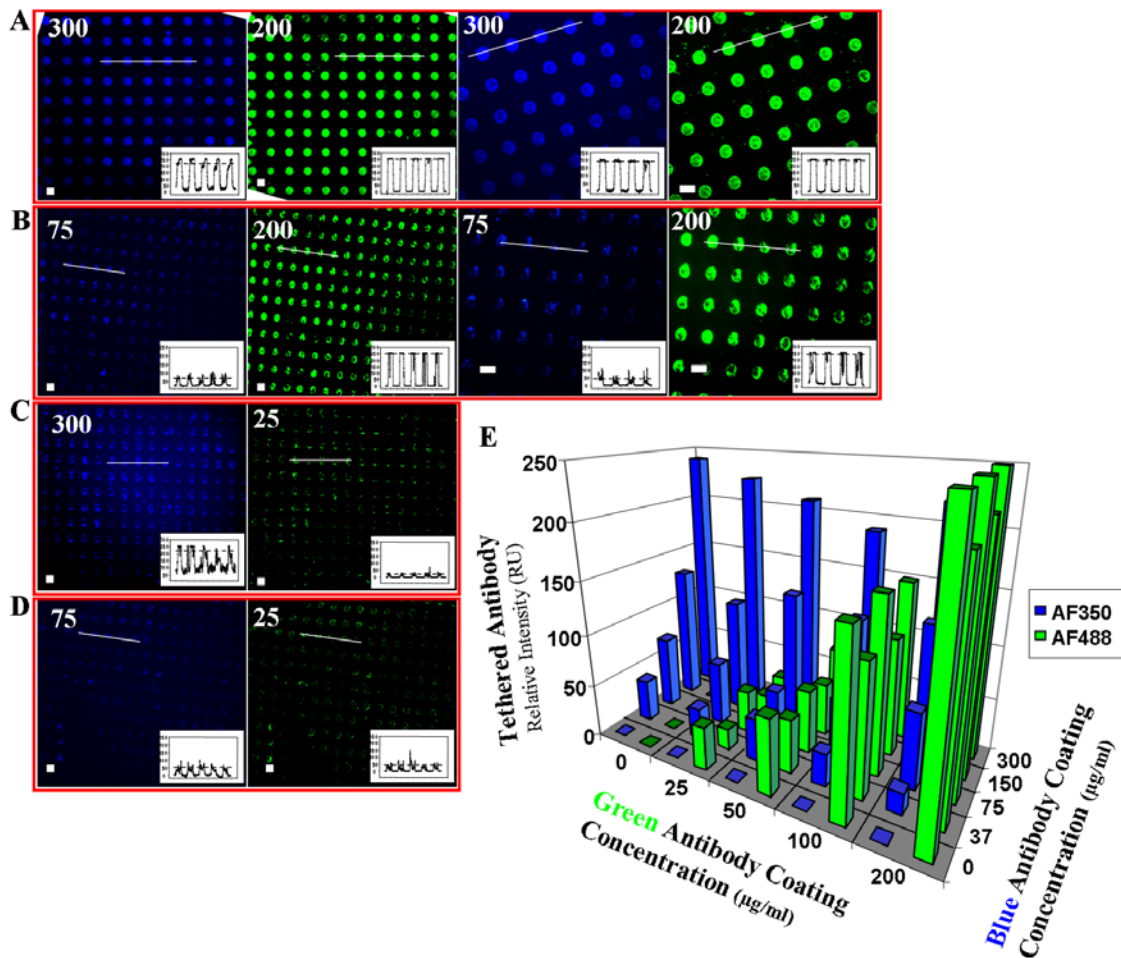 A
300
200
300
200
B
75
200
75
200
C
300
25
D
75
25
E
250
200
150
100
50
0
Tethered Antibody
Relative Intensity (RU)
0
25
50
100
200
Green Antibody Coating
Concentration (μg/ml)
300
150
75
37
0
Blue Antibody Coating
Concentration (μg/ml)
AF350
AF488